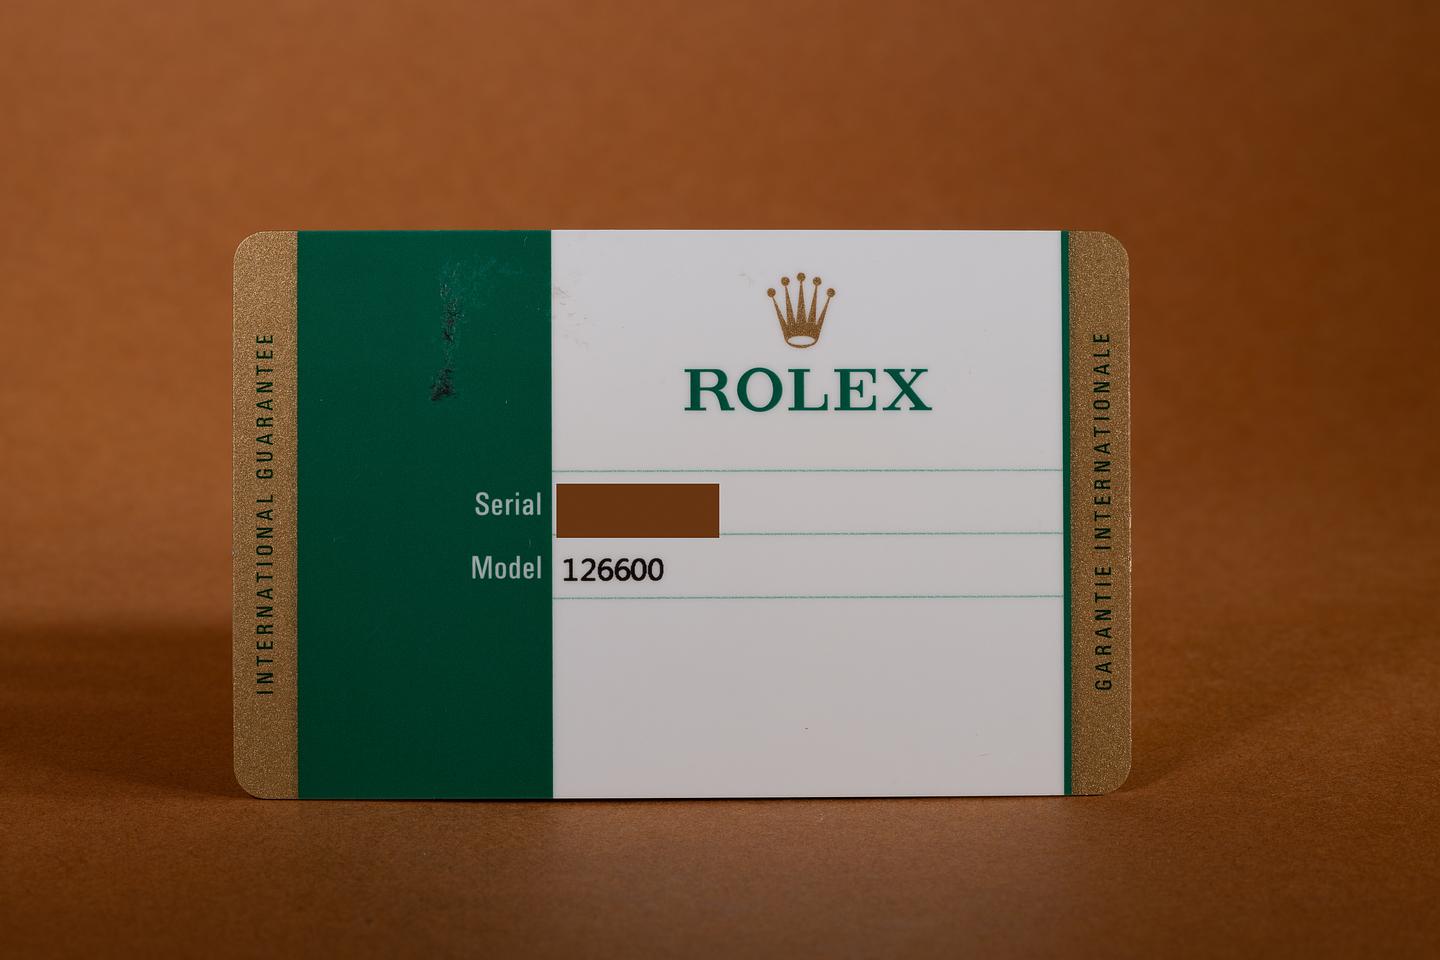 INTERNATIONAL GUARANTEE
ROLEX
Serial
Model 126600
GARANTIE INTERNATIONALE